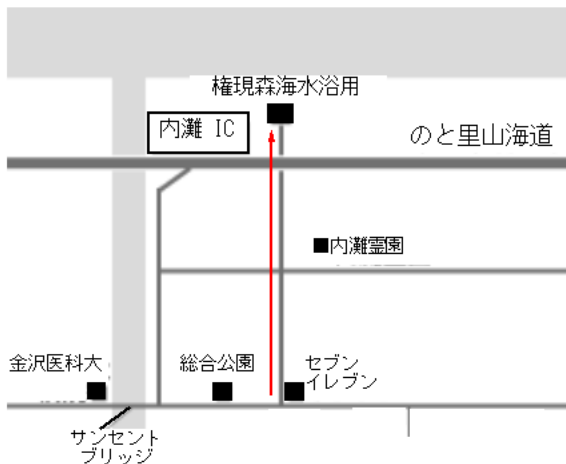 権現森海水浴用
内灘 IC
のと里山海道
内灘霊園
金沢医科大
総合公園
セブン
イレブン
サンセント
ブリッジ